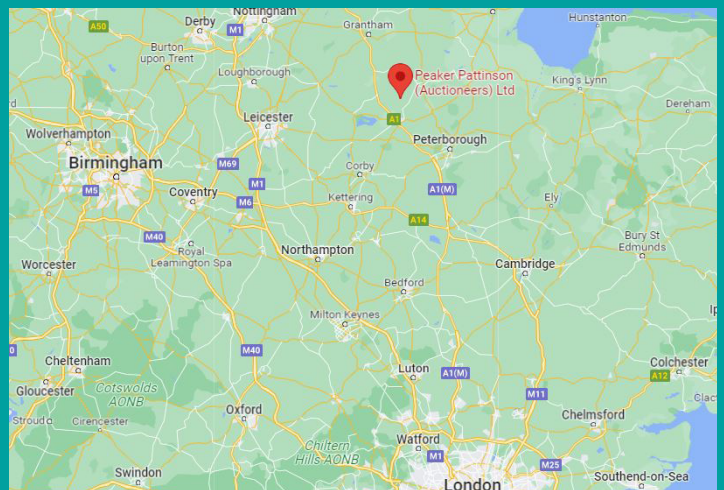 Nottingham
Hunstanton
Derby
Grantham
A50
M1
Burton
upon Trent
Loughborough
Peaker Pattinson
(Auctioneers) Ltd
King's Lynn
Dereham
Leicester
A1
Wolverhampton
Peterborough
Birmingham
M69
Corby
M1
M5
Coventry
M6
Kettering
A1(M)
Ely
A14
M40
Royal
Leamington Spa
Northampton
Bury St
Edmunds
Worcester
Cambridge
Bedford
Milton Keynes
M40
Cheltenham
Luton
A1(M)
Colchester
A12
Gloucester
Cotswolds
AONB
M11
Stroud
Cirencester
Oxford
Chelmsford
Watford
Chiltern
Hills AONB
M1
M25
Swindon
London
Southend-on-Sea